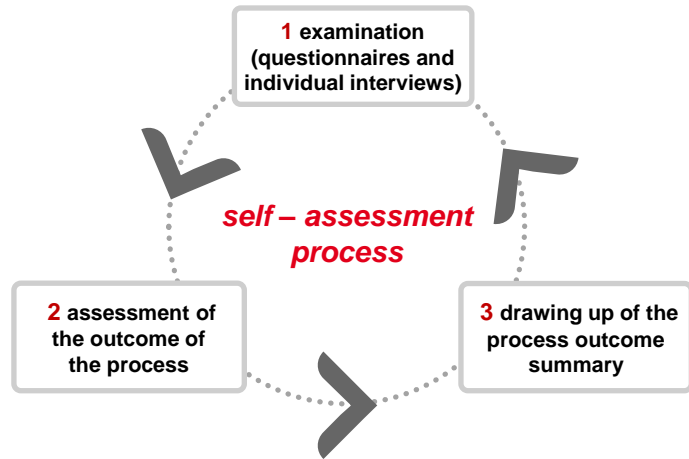 1 examination
(questionnaires and
individual interviews)
self – assessment
process
2 assessment of
the outcome of
the process
3 drawing up of the
process outcome
summary